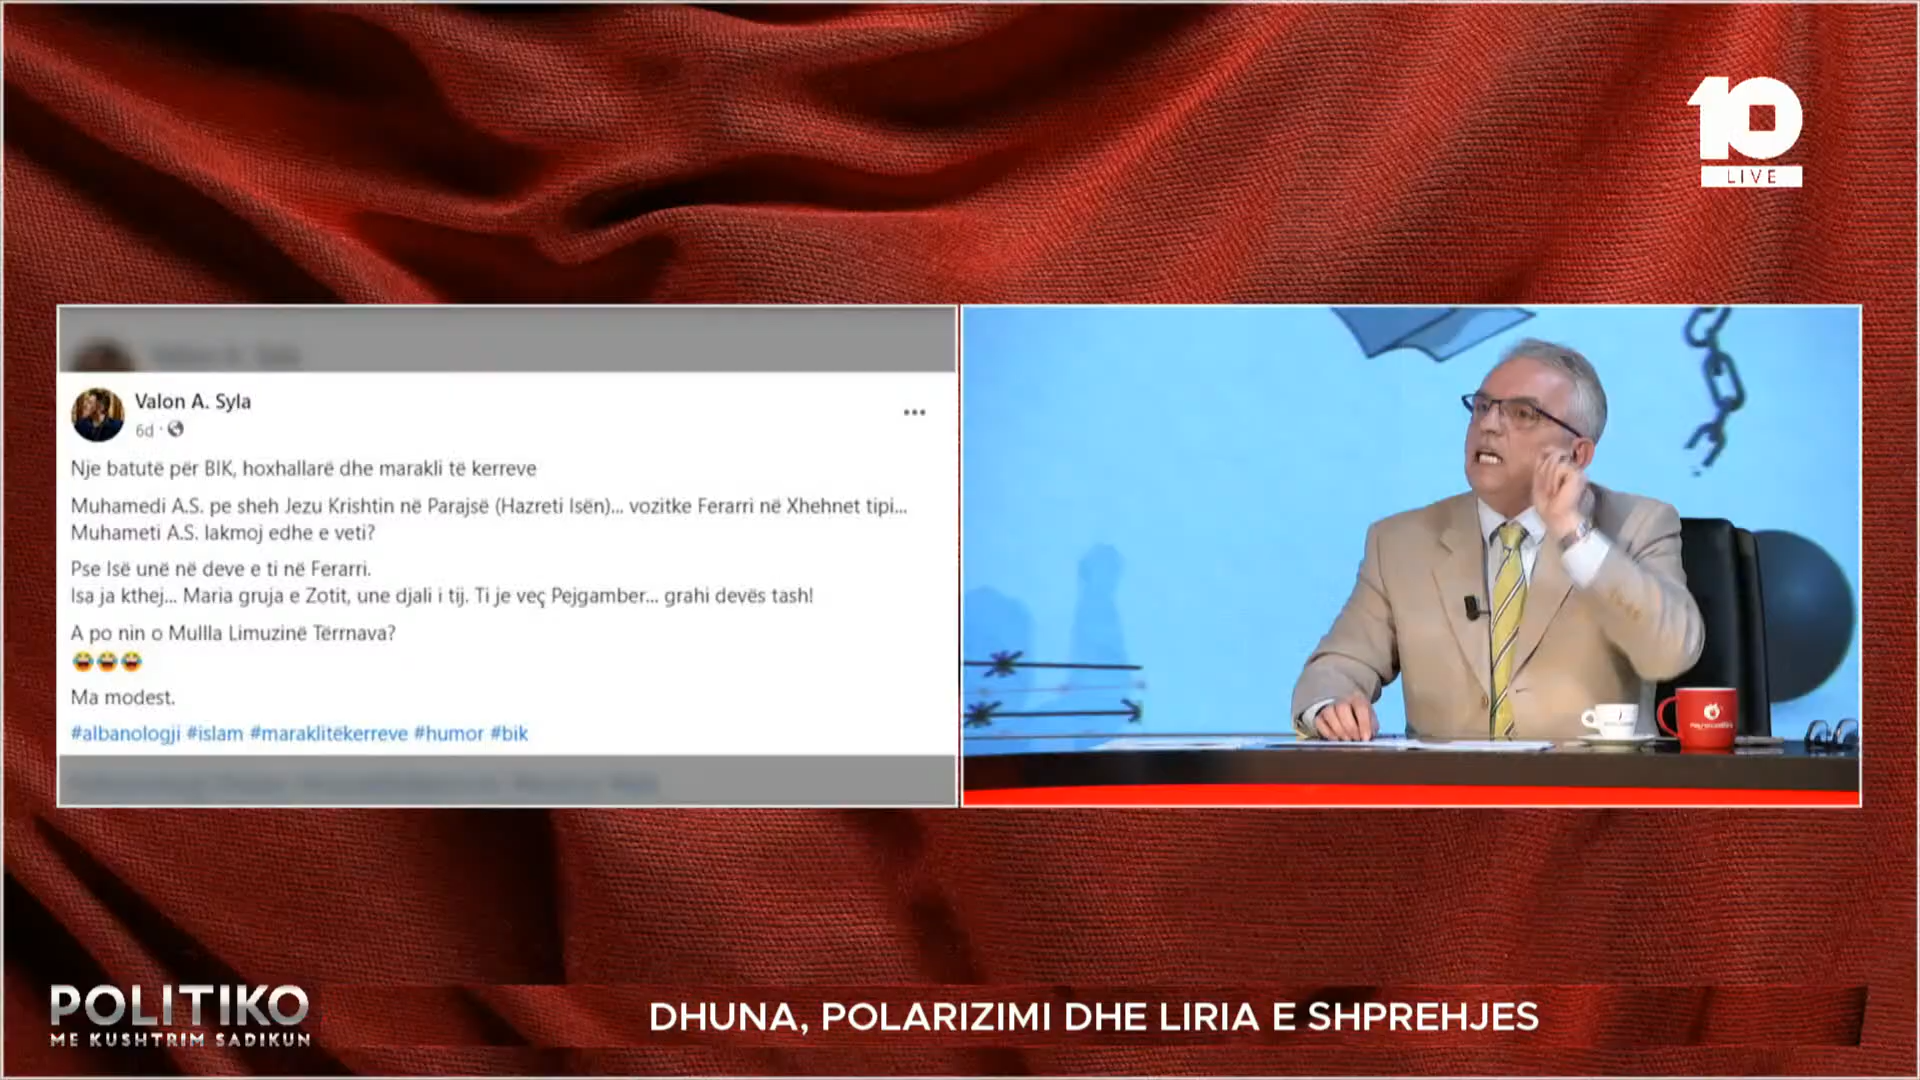 10
LIVE
Valon A. Syla
6d ·
Nje batutë për BIK, hoxhallarë dhe marakli të kerreve
Muhamedi A.S. pe sheh Jezu Krishtin në Parajsë (Hazreti Isën)... vozitke Ferarri në Xhehnet tipi...
Muhameti A.S. lakmoj edhe e veti?
Pse Isë unë në deve e ti në Ferarri.
Isa ja kthej... Maria gruja e Zotit, une djali i tij. Ti je veç Pejgamber... grahi devës tash!
A po nin o Mullla Limuzinë Tërrnava?
Ma modest.
#albanologji #islam #maraklitëkerreve #humor #bik
POLITIKO
ME KUSHTRIM SADIKUN
DHUNA, POLARIZIMI DHE LIRIA E SHPREHJES